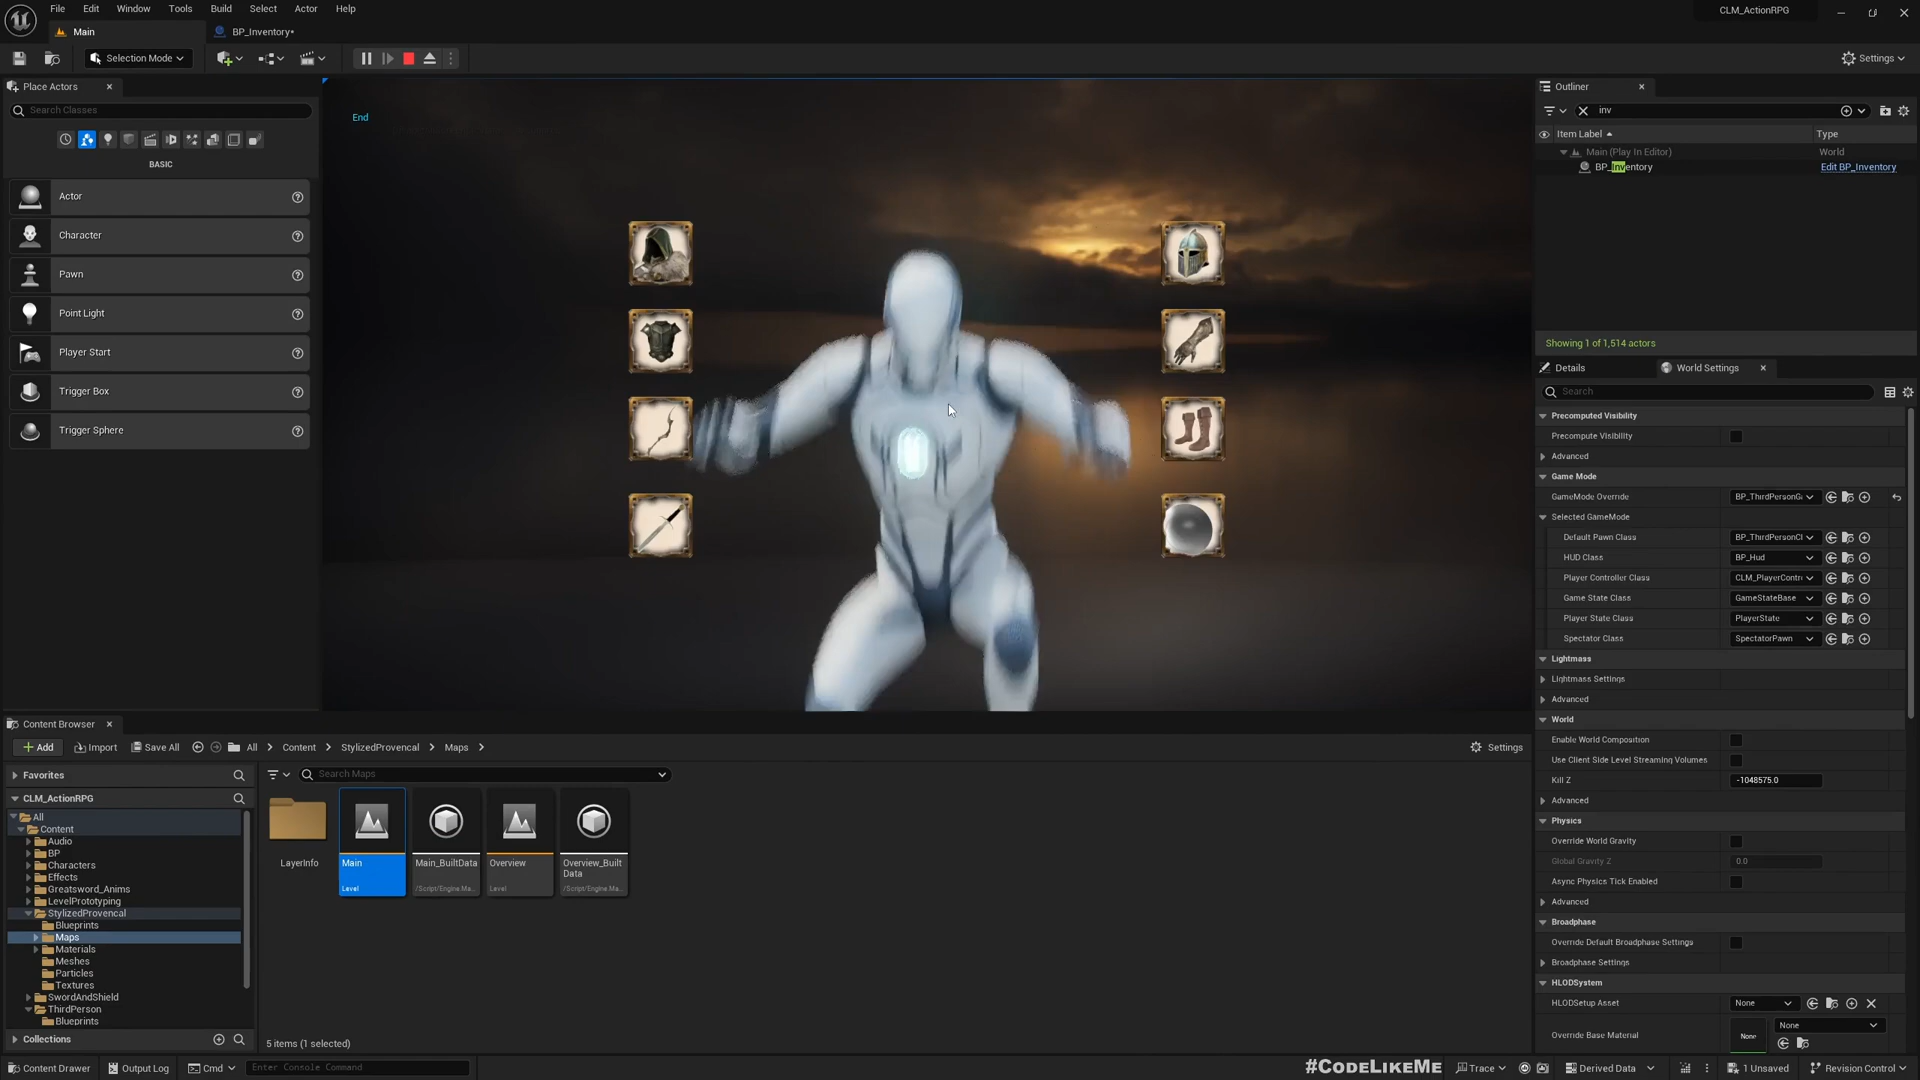 File Edit Window Tools Build Select Actor Help
CLM_ActionRPG
Main
BP_Inventory•
Selection Mode
Settings
Place Actors
Search Classes
BASIC
Actor
Character
Pawn
Point Light
Player Start
Trigger Box
Trigger Sphere
End
Outliner
inv
Item Label
Type
Main (Play In Editor)
World
BP_Inventory
Edit BP_Inventory
Showing 1 of 1,514 actors
Details
World Settings
Search
Precomputed Visibility
Precompute Visibility
Advanced
Game Mode
GameMode Override
BP_ThirdPersonG
Selected GameMode
Default Pawn Class
BP_ThirdPersonCl
HUD Class
BP_Hud
Player Controller Class
CLM_PlayerContr
Game State Class
GameStateBase
Player State Class
PlayerState
Spectator Class
SpectatorPawn
Lightmass
Lightmass Settings
Advanced
World
Enable World Composition
Use Client Side Level Streaming Volumes
Kill Z
-1048575.0
Advanced
Physics
Override World Gravity
Global Gravity Z
0.0
Async Physics Tick Enabled
Advanced
Broadphase
Override Default Broadphase Settings
Broadphase Settings
HLODSystem
HLODSetup Asset
None
Override Base Material
None
None
Content Browser
Add
Import
Save All
All
Content
StylizedProvencal
Maps
Settings
Favorites
CLM_ActionRPG
All
Content
Audio
BP
Characters
Effects
Greatsword_Anims
LevelPrototyping
StylizedProvencal
Blueprints
Maps
Materials
Meshes
Particles
Textures
SwordAndShield
ThirdPerson
Blueprints
Collections
Search Maps
LayerInfo
Main
Level
Main_BuiltData
/Script/Engine.Ma...
Overview
Level
Overview_Built
Data
/Script/Engine.Ma...
5 items (1 selected)
Content Drawer
Output Log
Cmd
Enter Console Command
#CODELIKEME
Trace
Derived Data
1 Unsaved
Revision Control